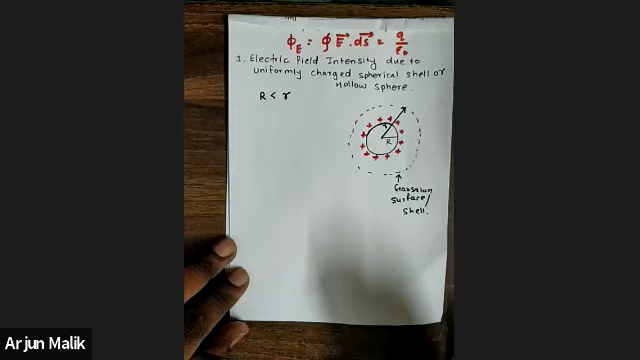 ϕE = ∮ E⃗ . ds⃗ = q/ε₀
1. Electric Field Intensity due to
uniformly charged spherical shell or
Hollow Sphere.
R < r
r
R
Gaussian
Surface/
Shell.
Arjun Malik